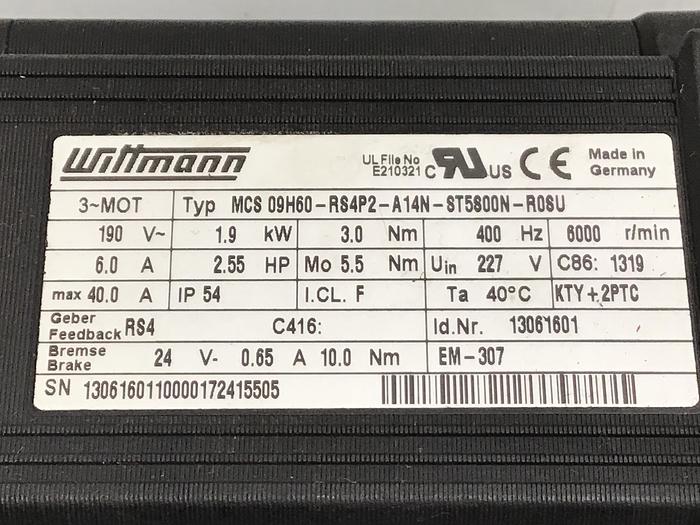 Wittmann UL File No E210321 c RU US CE Made in Germany
3~MOT Typ MCS 09H60-RS4P2-A14N-ST5S00N-R0SU
190 V~ 1.9 kW 3.0 Nm 400 Hz 6000 r/min
6.0 A 2.55 HP Mo 5.5 Nm Uin 227 V C86: 1319
max 40.0 A IP 54 I.CL. F Ta 40°C KTY+2PTC
Geber Feedback RS4 C416: Id.Nr. 13061601
Bremse Brake 24 V- 0.65 A 10.0 Nm EM-307
SN 1306160110000172415505